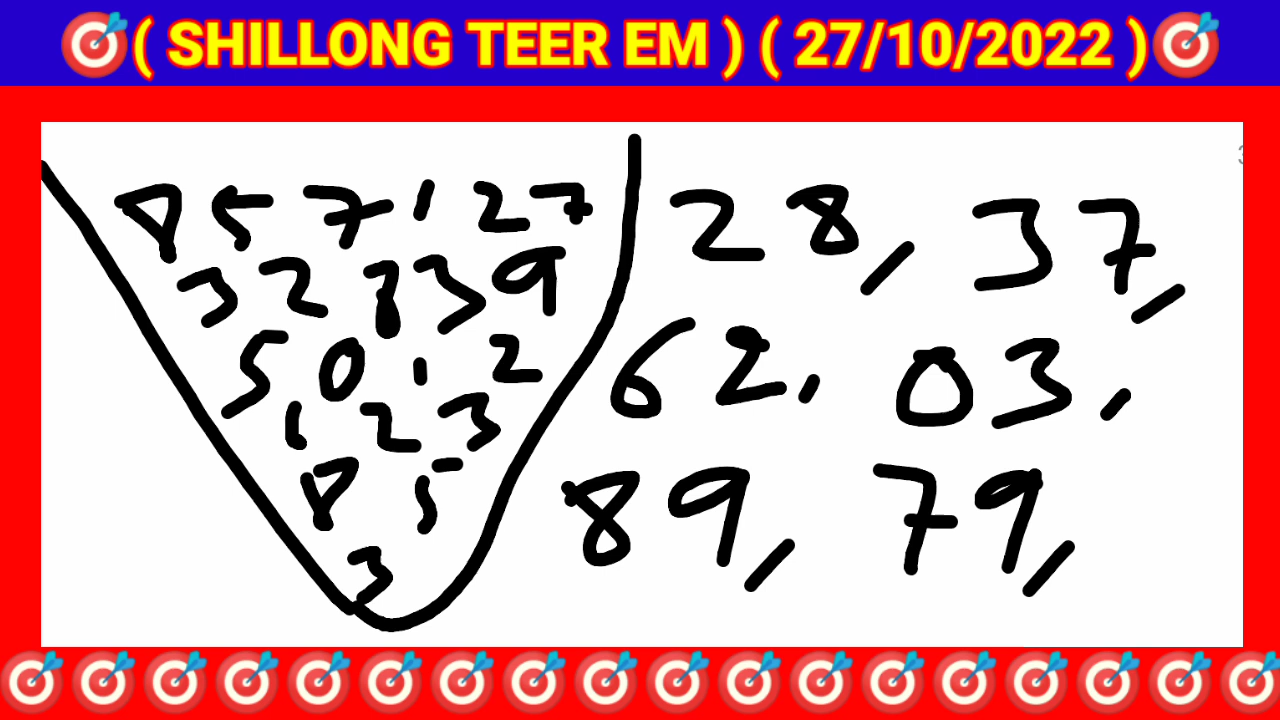 ( SHILLONG TEER EM ) ( 27/10/2022 )
8 5 7 1 2 7
3 2 8 3 9
5 0 1 2
1 2 3
8 5
3
28, 37,
62, 03,
89, 79,